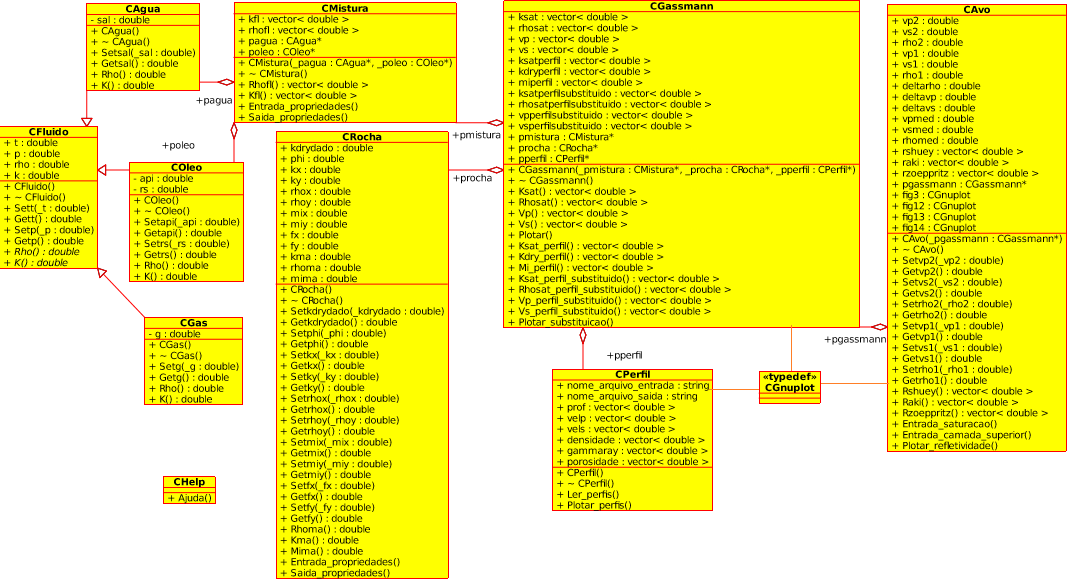 CAgua
- sal : double
+ CAgua()
+ ~ CAgua()
+ Setsal(_sal : double)
+ Getsal() : double
+ Rho() : double
+ K() : double
CMistura
+ kfl : vector< double >
+ rhofl : vector< double >
+ pagua : CAgua*
+ poleo : COleo*
+ CMistura(_pagua : CAgua*, _poleo : COleo*)
+ ~ CMistura()
+ Rhofl() : vector< double >
+ Kfl() : vector< double >
+ Entrada_propriedades()
+ Saida_propriedades()
+pagua
+poleo
+pmistura
+procha
CFluido
+ t : double
+ p : double
+ rho : double
+ k : double
+ CFluido()
+ ~ CFluido()
+ Sett(_t : double)
+ Gett() : double
+ Setp(_p : double)
+ Getp() : double
+ Rho() : double
+ K() : double
COleo
- api : double
- rs : double
+ COleo()
+ ~ COleo()
+ Setapi(_api : double)
+ Getapi() : double
+ Setrs(_rs : double)
+ Getrs() : double
+ Rho() : double
+ K() : double
CGas
- g : double
+ CGas()
+ ~ CGas()
+ Setg(_g : double)
+ Getg() : double
+ Rho() : double
+ K() : double
CHelp
+ Ajuda()
CRocha
+ kdrydado : double
+ phi : double
+ kx : double
+ ky : double
+ rhox : double
+ rhoy : double
+ mix : double
+ miy : double
+ fx : double
+ fy : double
+ kma : double
+ rhoma : double
+ mima : double
+ CRocha()
+ ~ CRocha()
+ Setkdrydado(_kdrydado : double)
+ Getkdrydado() : double
+ Setphi(_phi : double)
+ Getphi() : double
+ Setkx(_kx : double)
+ Getkx() : double
+ Setky(_ky : double)
+ Getky() : double
+ Setrhox(_rhox : double)
+ Getrhox() : double
+ Setrhoy(_rhoy : double)
+ Getrhoy() : double
+ Setmix(_mix : double)
+ Getmix() : double
+ Setmiy(_miy : double)
+ Getmiy() : double
+ Setfx(_fx : double)
+ Getfx() : double
+ Setfy(_fy : double)
+ Getfy() : double
+ Rhoma() : double
+ Kma() : double
+ Mima() : double
+ Entrada_propriedades()
+ Saida_propriedades()
CGassmann
+ ksat : vector< double >
+ rhosat : vector< double >
+ vp : vector< double >
+ vs : vector< double >
+ ksatperfil : vector< double >
+ kdryperfil : vector< double >
+ miperfil : vector< double >
+ ksatperfilsubstituido : vector< double >
+ rhosatperfilsubstituido : vector< double >
+ vpperfilsubstituido : vector< double >
+ vsperfilsubstituido : vector< double >
+ pmistura : CMistura*
+ procha : CRocha*
+ pperfil : CPerfil*
+ CGassmann(_pmistura : CMistura*, _procha : CRocha*, _pperfil : CPerfil*)
+ ~ CGassmann()
+ Ksat() : vector< double >
+ Rhosat() : vector< double >
+ Vp() : vector< double >
+ Vs() : vector< double >
+ Plotar()
+ Ksat_perfil() : vector< double >
+ Kdry_perfil() : vector< double >
+ Mi_perfil() : vector< double >
+ Ksat_perfil_substituido() : vector< double >
+ Rhosat_perfil_substituido() : vector< double >
+ Vp_perfil_substituido() : vector< double >
+ Vs_perfil_substituido() : vector< double >
+ Plotar_substituicao()
+pperfil
+pgassmann
CPerfil
+ nome_arquivo_entrada : string
+ nome_arquivo_saida : string
+ prof : vector< double >
+ velp : vector< double >
+ vels : vector< double >
+ densidade : vector< double >
+ gammaray : vector< double >
+ porosidade : vector< double >
+ CPerfil()
+ ~ CPerfil()
+ Ler_perfis()
+ Plotar_perfis()
«typedef»
CGnuplot
CAvo
+ vp2 : double
+ vs2 : double
+ rho2 : double
+ vp1 : double
+ vs1 : double
+ rho1 : double
+ deltarho : double
+ deltavp : double
+ deltavs : double
+ vpmed : double
+ vsmed : double
+ rhomed : double
+ rshuey : vector< double >
+ raki : vector< double >
+ rzoeppritz : vector< double >
+ pgassmann : CGassmann*
+ fig3 : CGnuplot
+ fig12 : CGnuplot
+ fig13 : CGnuplot
+ fig14 : CGnuplot
+ CAvo(_pgassmann : CGassmann*)
+ ~ CAvo()
+ Setvp2(_vp2 : double)
+ Getvp2() : double
+ Setvs2(_vs2 : double)
+ Getvs2() : double
+ Setrho2(_rho2 : double)
+ Getrho2() : double
+ Setvp1(_vp1 : double)
+ Getvp1() : double
+ Setvs1(_vs1 : double)
+ Getvs1() : double
+ Setrho1(_rho1 : double)
+ Getrho1() : double
+ Rshuey() : vector< double >
+ Raki() : vector< double >
+ Rzoeppritz() : vector< double >
+ Entrada_saturacao()
+ Entrada_camada_superior()
+ Plotar_refletividade()